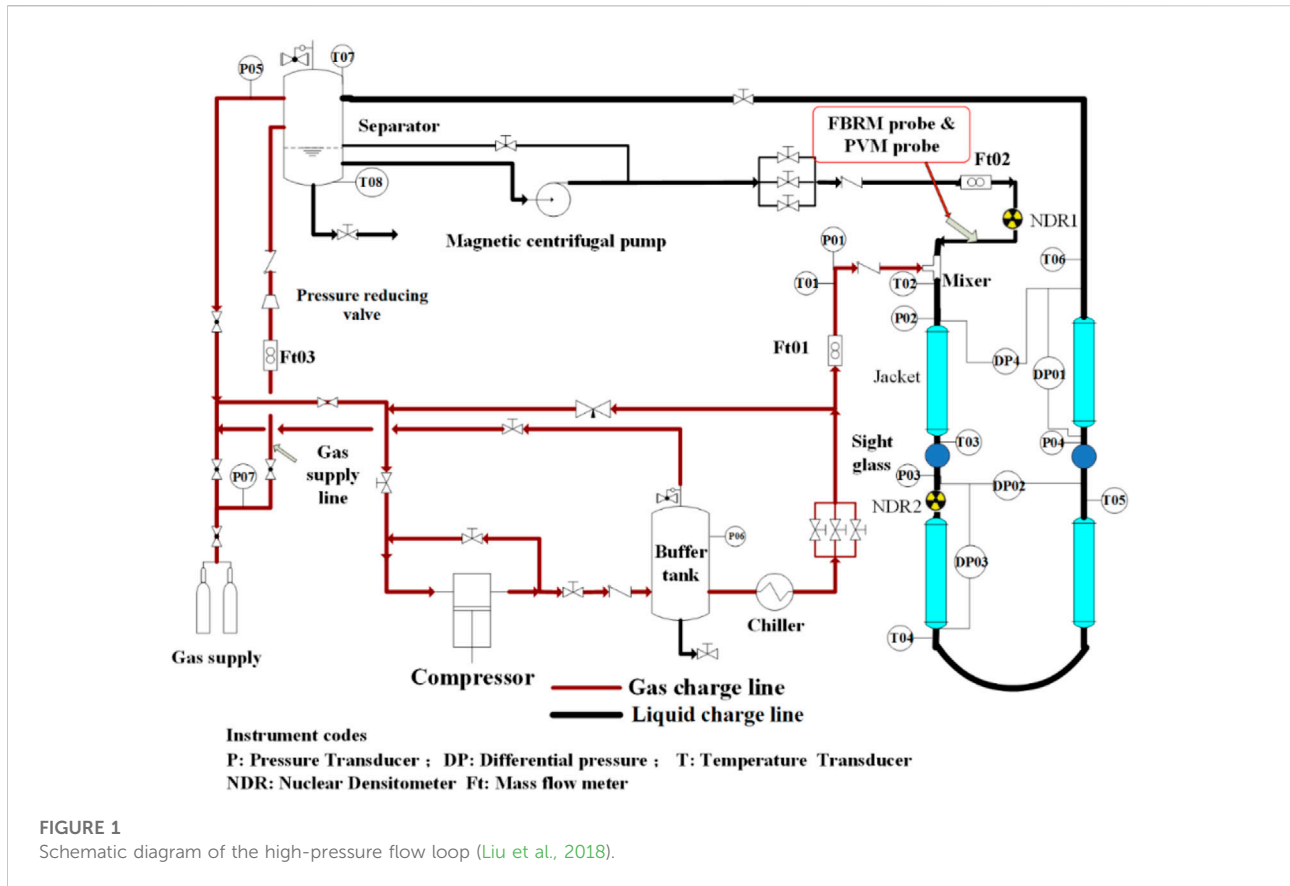 T07
P05
FBRM probe &
PVM probe
Separator
Ft02
T08
NDR1
Magnetic centrifugal pump
P01
T06
T01
T02
Mixer
Pressure reducing
valve
P02
Ft03
Ft01
DP4
DP01
Jacket
Gas
supply
line
Sight
glass
T03
P04
P07
P03
DP02
NDR2
T05
P06
Buffer
tank
DP03
Chiller
T04
Gas supply
Compressor
Gas charge line
Liquid charge line
Instrument codes
P: Pressure Transducer ; DP: Differential pressure ; T: Temperature Transducer
NDR: Nuclear Densitometer Ft: Mass flow meter
FIGURE 1
Schematic diagram of the high-pressure flow loop (Liu et al., 2018).